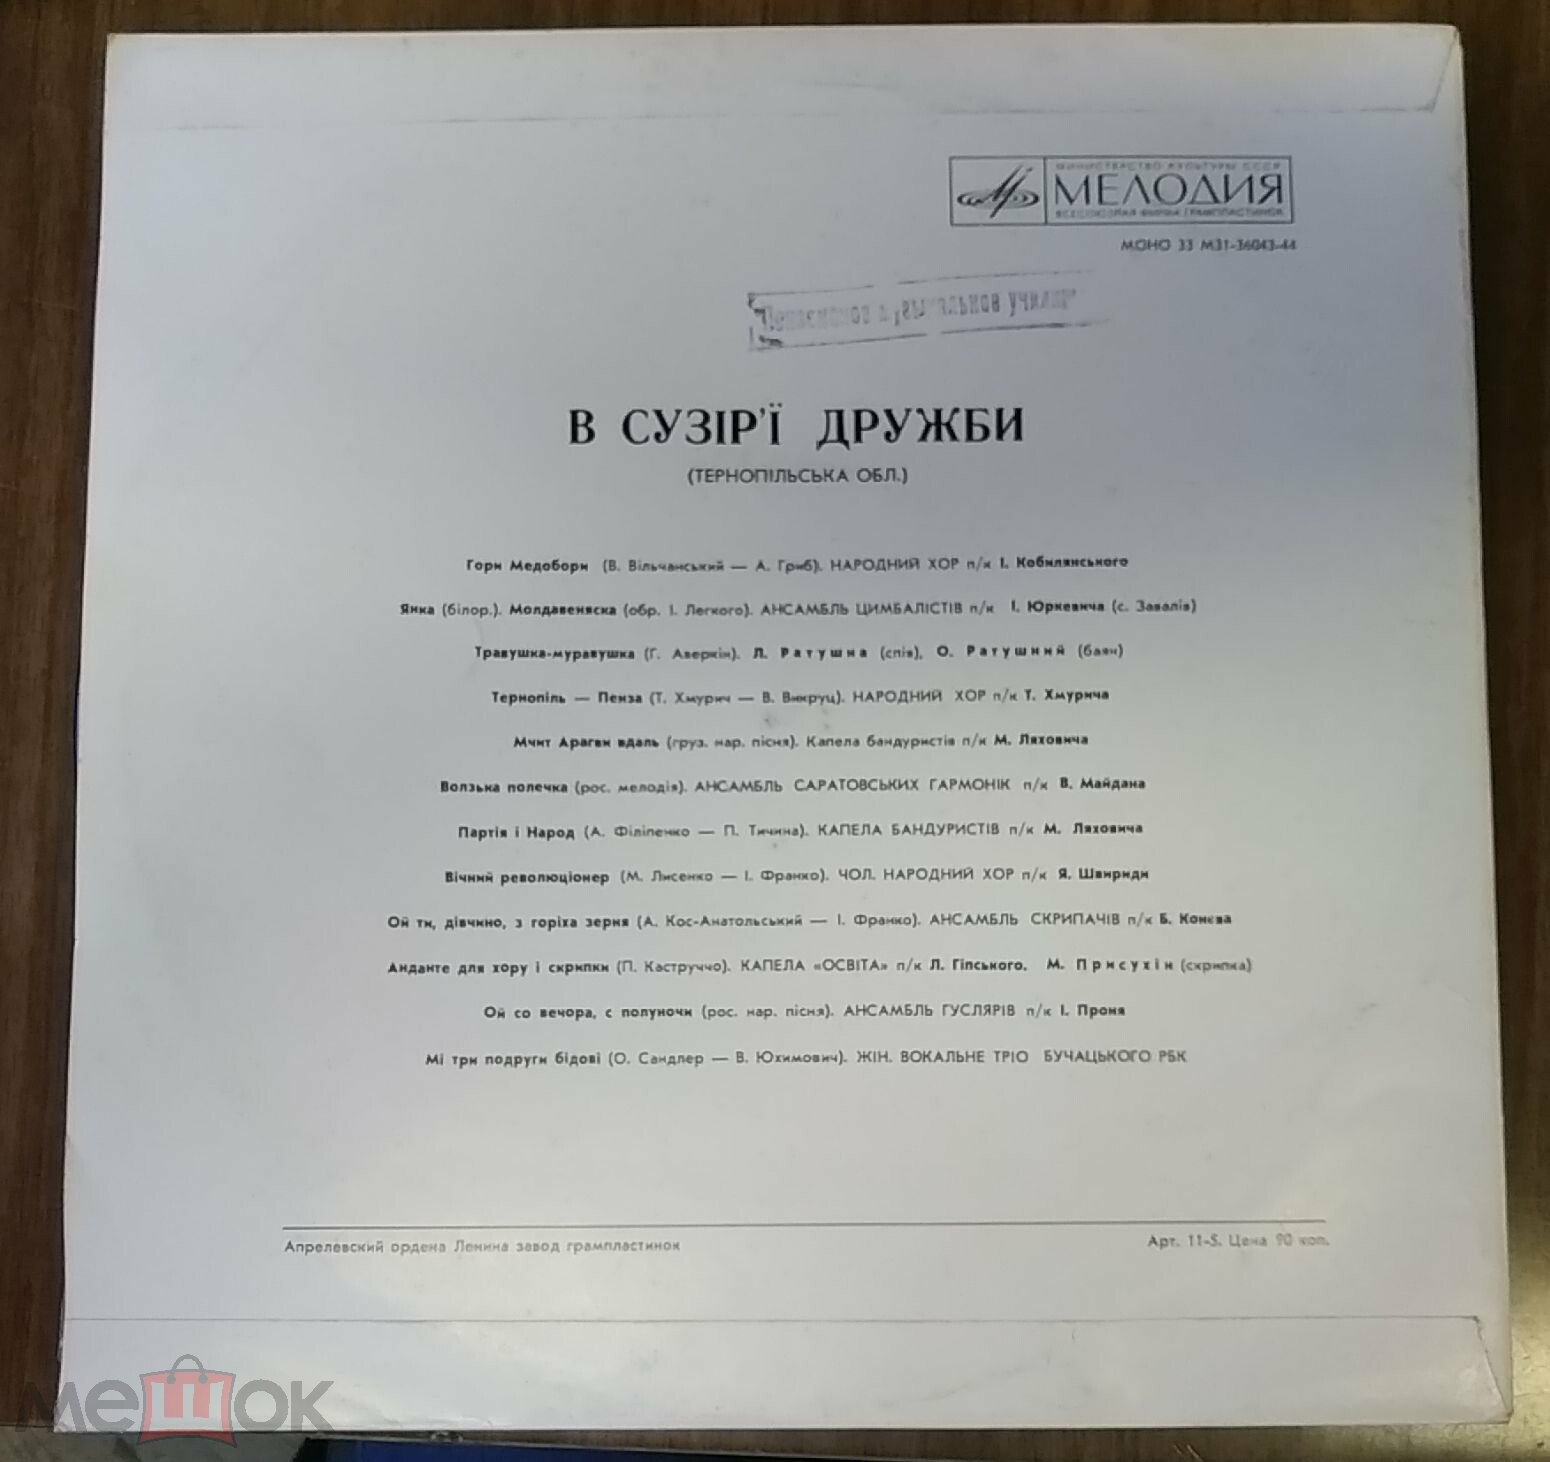 МИНИСТЕРСТВО КУЛЬТУРЫ СССР
МЕЛОДИЯ
ВСЕСОЮЗНАЯ ФИРМА ГРАМПЛАСТИНОК
МОНО 33 М31-36043-44
училищ
В СУЗІР'Ї ДРУЖБИ
(ТЕРНОПІЛЬСЬКА ОБЛ.)
Гори Медобори (В. Вільчанський — А. Гриб). НАРОДНИЙ ХОР п/к І. Кобилянського
Янка (білор.). Молдавеняска (обр. І. Легкого). АНСАМБЛЬ ЦИМБАЛІСТІВ п/к І. Юркевича (с. Завалів)
Травушка-муравушка (Г. Аверкін). Л. Ратушна (спів), О. Ратушний (баян)
Тернопіль — Пенза (Т. Хмурич — В. Викруц). НАРОДНИЙ ХОР п/к Т. Хмурича
Мчит Арагви вдаль (груз. нар. пісня). Капела бандуристів п/к М. Ляховича
Волзька полечка (рос. мелодія). АНСАМБЛЬ САРАТОВСЬКИХ ГАРМОНІК п/к В. Майдана
Партія і Народ (А. Філіпенко — П. Тичина). КАПЕЛА БАНДУРИСТІВ п/к М. Ляховича
Вічний революціонер (М. Лисенко — І. Франко). ЧОЛ. НАРОДНИЙ ХОР п/к Я. Швириди
Ой ти, дівчино, з горіха зерня (А. Кос-Анатольський — І. Франко). АНСАМБЛЬ СКРИПАЧІВ п/к Б. Конєва
Анданте для хору і скрипки (П. Каструччо). КАПЕЛА «ОСВІТА» п/к Л. Гіпського. М. Присухін (скрипка)
Ой со вечора, с полуночи (рос. нар. пісня). АНСАМБЛЬ ГУСЛЯРІВ п/к І. Проня
Мі три подруги бідові (О. Сандлер — В. Юхимович). ЖІН. ВОКАЛЬНЕ ТРІО БУЧАЦЬКОГО РБК
Апрелевский ордена Ленина завод грампластинок
Арт. 11-5. Цена 90 коп.
мешок